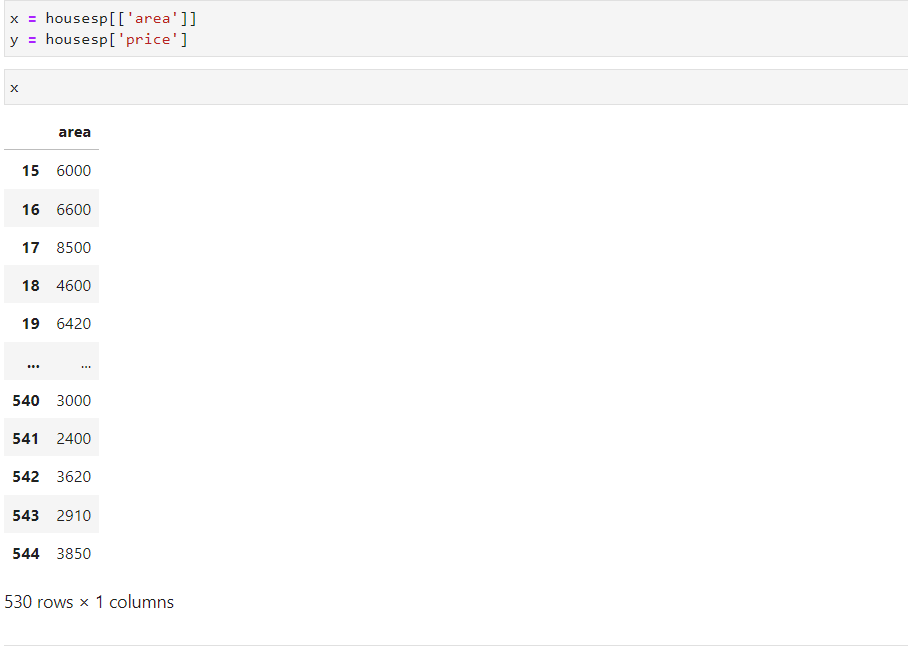 x = housesp[['area']]
y = housesp['price']
x
area
15 6000
16 6600
17 8500
18 4600
19 6420
... ...
540 3000
541 2400
542 3620
543 2910
544 3850
530 rows × 1 columns